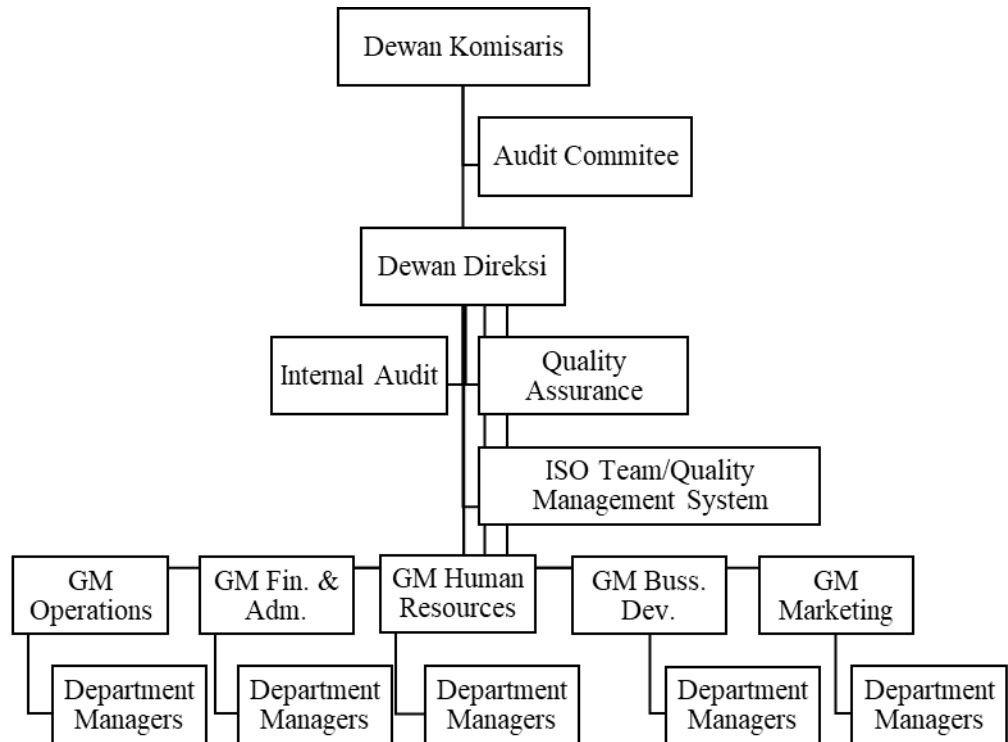 Dewan Komisaris
Audit Commitee
Dewan Direksi
Internal Audit
Quality
Assurance
ISO Team/Quality
Management System
GM
Operations
GM Fin. &
Adm.
GM Human
Resources
GM Buss.
Dev.
GM
Marketing
Department
Managers
Department
Managers
Department
Managers
Department
Managers
Department
Managers